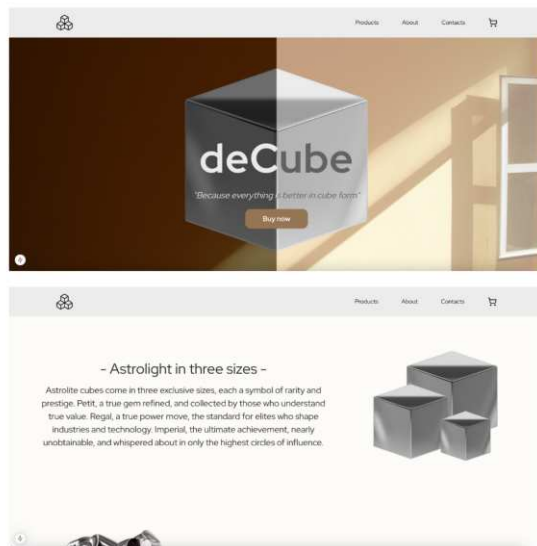 Products About Contacts
deCube
"Because everything is better in cube form"
Buy now
Products About Contacts
- Astrolight in three sizes -
Astrolite cubes come in three exclusive sizes, each a symbol of rarity and
prestige. Petit, a true gem refined, and collected by those who understand
true value. Regal, a true power move, the standard for elites who shape
industries and technology. Imperial, the ultimate achievement, nearly
unobtainable, and whispered about in only the highest circles of influence.